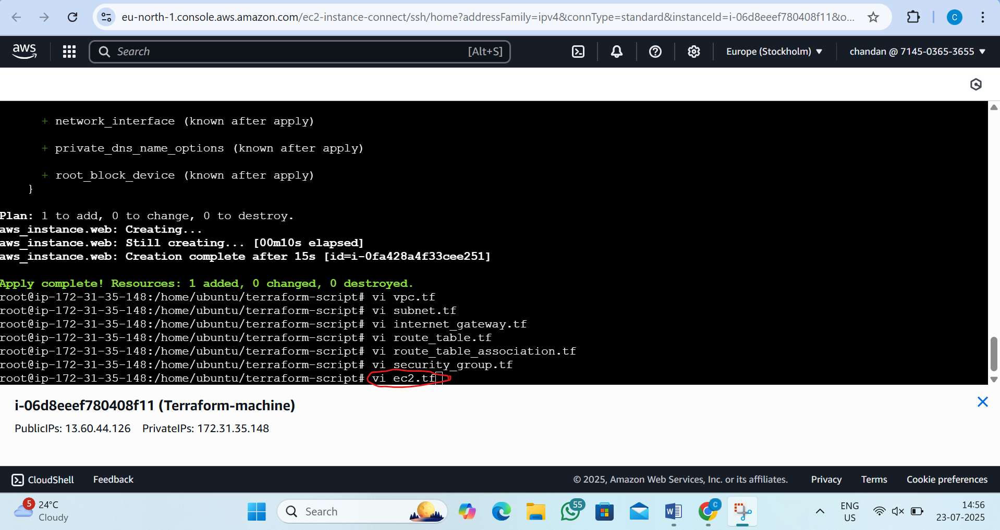 eu-north-1.console.aws.amazon.com/ec2-instance-connect/ssh/home?addressFamily=ipv4&connType=standard&instanceId=i-06d8eeef780408f11&o...
C
aws
Search
[Alt+S]
Europe (Stockholm)
chandan @ 7145-0365-3655
+ network_interface (known after apply)
+ private_dns_name_options (known after apply)
+ root_block_device (known after apply)
}
Plan: 1 to add, 0 to change, 0 to destroy.
aws_instance.web: Creating...
aws_instance.web: Still creating... [00m10s elapsed]
aws_instance.web: Creation complete after 15s [id=i-0fa428a4f33cee251]
Apply complete! Resources: 1 added, 0 changed, 0 destroyed.
root@ip-172-31-35-148:/home/ubuntu/terraform-script# vi vpc.tf
root@ip-172-31-35-148:/home/ubuntu/terraform-script# vi subnet.tf
root@ip-172-31-35-148:/home/ubuntu/terraform-script# vi internet_gateway.tf
root@ip-172-31-35-148:/home/ubuntu/terraform-script# vi route_table.tf
root@ip-172-31-35-148:/home/ubuntu/terraform-script# vi route_table_association.tf
root@ip-172-31-35-148:/home/ubuntu/terraform-script# vi security_group.tf
root@ip-172-31-35-148:/home/ubuntu/terraform-script# vi ec2.tf
i-06d8eeef780408f11 (Terraform-machine)
PublicIPs: 13.60.44.126 PrivateIPs: 172.31.35.148
CloudShell
Feedback
© 2025, Amazon Web Services, Inc. or its affiliates.
Privacy
Terms
Cookie preferences
5
24°C
Cloudy
Search
55
W
C
ENG
US
14:56
23-07-2025